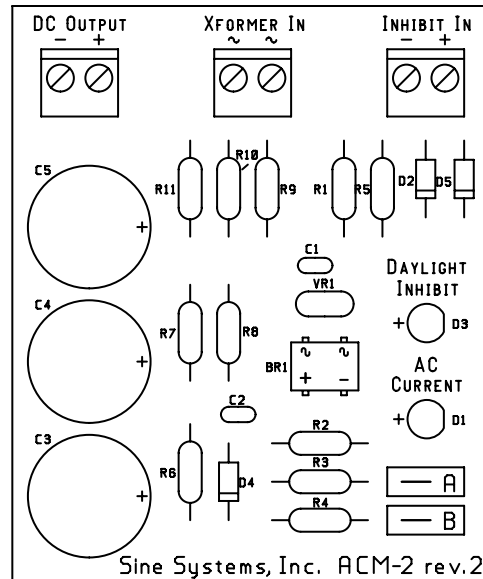 DC Output Xformer In Inhibit In
- + ~ ~ - +
C5 R11 R10 R9 R1 R5 D2 D5
+
C1
VR1
Daylight
Inhibit
+ D3
C4 R7 R8 BR1 ~ ~
+ + -
AC
Current
+ D1
C2
C3 R6 D4 R2
+ R3 A
R4 B
Sine Systems, Inc. ACM-2 rev.2